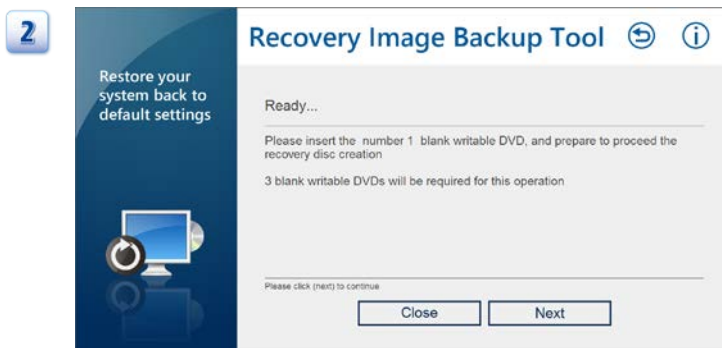 2
Recovery Image Backup Tool
Restore your
system back to
default settings
Ready...
Please insert the number 1 blank writable DVD, and prepare to proceed the
recovery disc creation
3 blank writable DVDs will be required for this operation
Please click (next) to continue
Close
Next